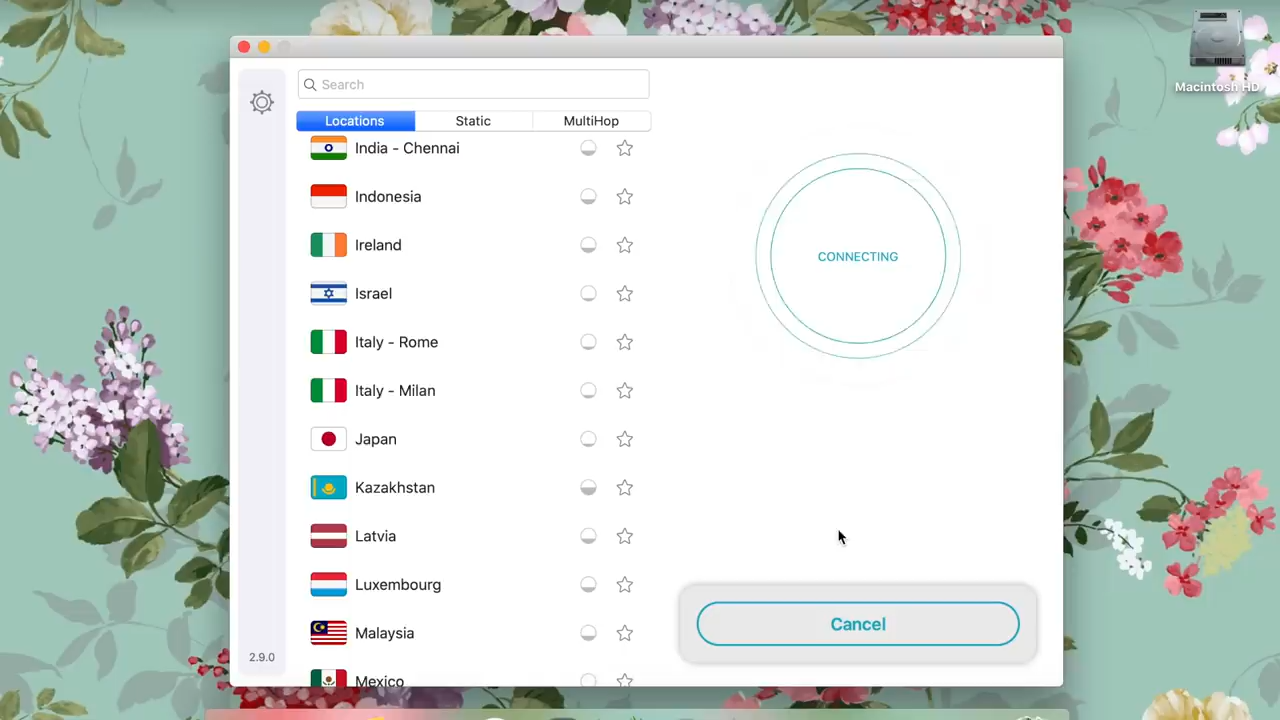 Macintosh HD
Search
Locations Static MultiHop
India - Chennai
Indonesia
Ireland
Israel
Italy - Rome
Italy - Milan
Japan
Kazakhstan
Latvia
Luxembourg
Malaysia
Mexico
2.9.0
CONNECTING
Cancel